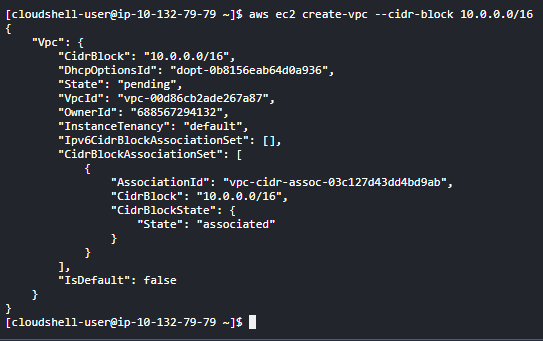 [cloudshell-user@ip-10-132-79-79 ~]$ aws ec2 create-vpc --cidr-block 10.0.0.0/16
{
    "Vpc": {
        "CidrBlock": "10.0.0.0/16",
        "DhcpOptionsId": "dopt-0b8156eab64d0a936",
        "State": "pending",
        "VpcId": "vpc-00d86cb2ade267a87",
        "OwnerId": "688567294132",
        "InstanceTenancy": "default",
        "Ipv6CidrBlockAssociationSet": [],
        "CidrBlockAssociationSet": [
            {
                "AssociationId": "vpc-cidr-assoc-03c127d43dd4bd9ab",
                "CidrBlock": "10.0.0.0/16",
                "CidrBlockState": {
                    "State": "associated"
                }
            }
        ],
        "IsDefault": false
    }
}
[cloudshell-user@ip-10-132-79-79 ~]$